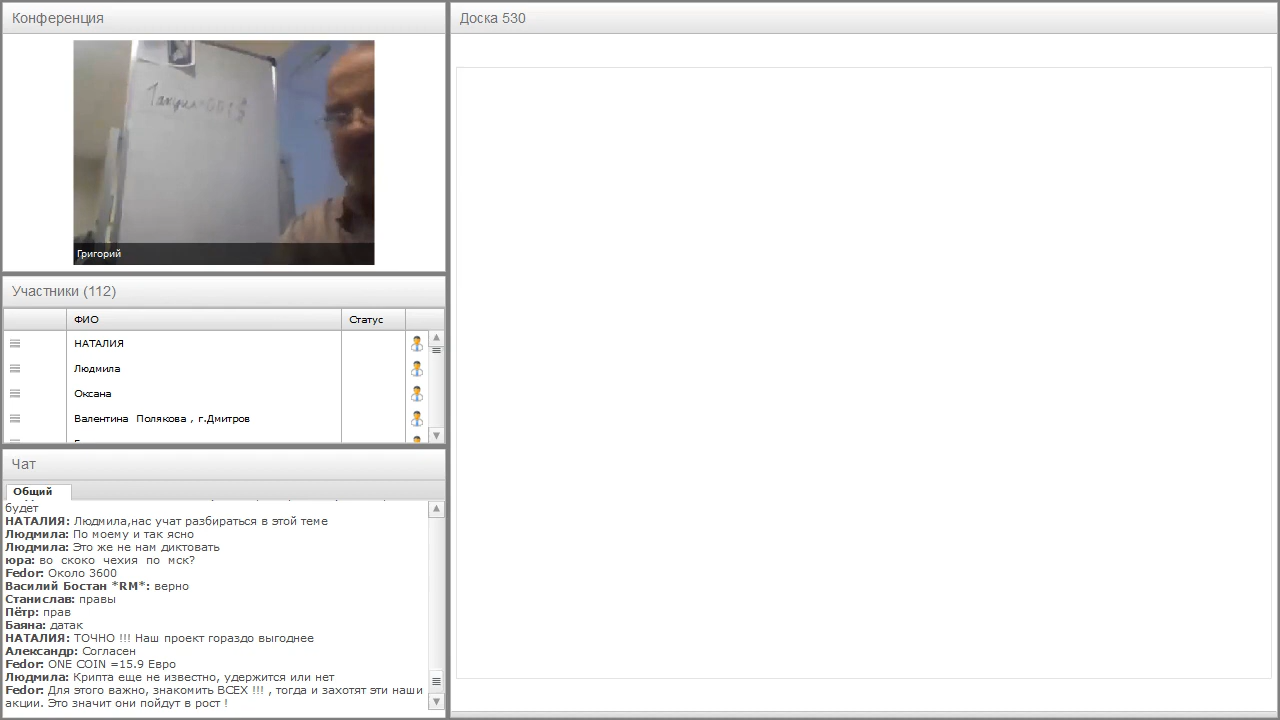 Конференция
Григорий
Участники (112)
ФИО Статус
НАТАЛИЯ
Людмила
Оксана
Валентина Полякова , г.Дмитров
Чат
Общий
будет
НАТАЛИЯ: Людмила,нас учат разбираться в этой теме
Людмила: По моему и так ясно
Людмила: Это же не нам диктовать
юра: во скоко чехия по мск?
Fedor: Около 3600
Василий Бостан *RM*: верно
Станислав: правы
Пётр: прав
Баяна: датак
НАТАЛИЯ: ТОЧНО !!! Наш проект гораздо выгоднее
Александр: Согласен
Fedor: ONE COIN =15.9 Евро
Людмила: Крипта еще не известно, удержится или нет
Fedor: Для этого важно, знакомить ВСЕХ !!! , тогда и захотят эти наши
акции. Это значит они пойдут в рост !
Доска 530